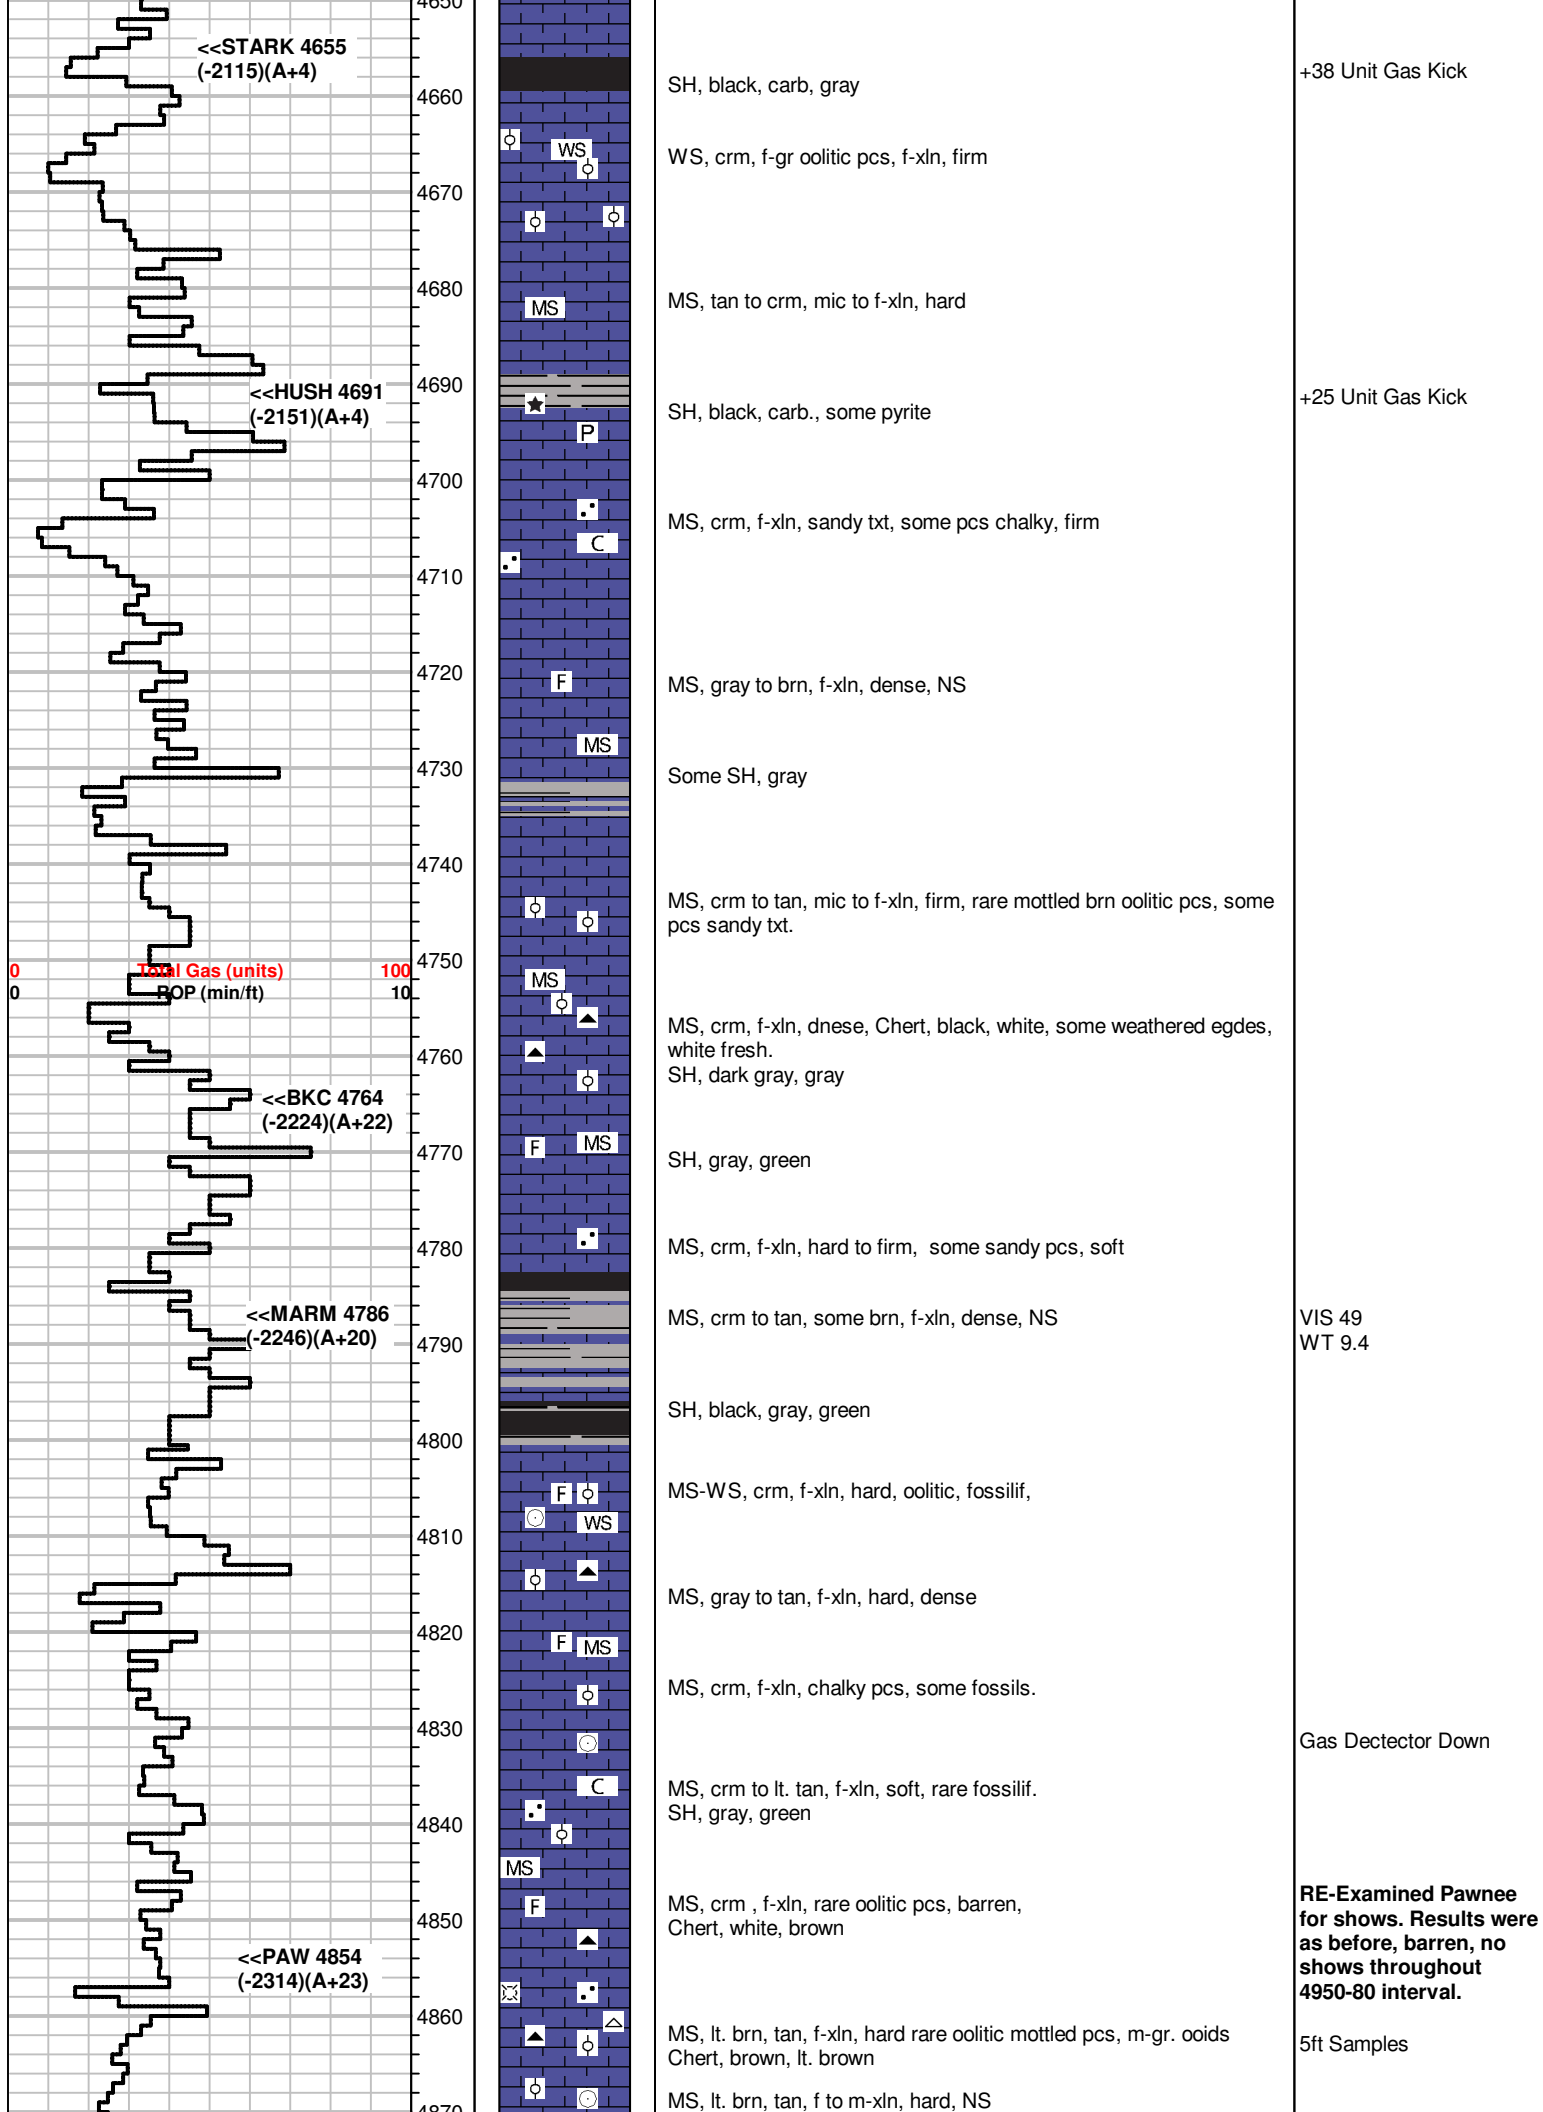 4650
<<STARK 4655
(-2115)(A+4)
+38 Unit Gas Kick
SH, black, carb, gray
4660
WS
WS, crm, f-gr oolitic pcs, f-xln, firm
4670
4680
MS, tan to crm, mic to f-xln, hard
MS
4690
<<HUSH 4691
(-2151)(A+4)
+25 Unit Gas Kick
SH, black, carb., some pyrite
P
4700
MS, crm, f-xln, sandy txt, some pcs chalky, firm
C
4710
4720
F
MS, gray to brn, f-xln, dense, NS
MS
4730
Some SH, gray
4740
MS, crm to tan, mic to f-xln, firm, rare mottled brn oolitic pcs, some
pcs sandy txt.
4750
0 Total Gas (units) 100
0 ROP (min/ft) 10
MS
MS, crm, f-xln, dnese, Chert, black, white, some weathered egdes,
white fresh.
4760
SH, dark gray, gray
<<BKC 4764
(-2224)(A+22)
F MS
4770
SH, gray, green
4780
MS, crm, f-xln, hard to firm, some sandy pcs, soft
<<MARM 4786
(-2246)(A+20)
MS, crm to tan, some brn, f-xln, dense, NS
VIS 49
WT 9.4
4790
SH, black, gray, green
4800
F
MS-WS, crm, f-xln, hard, oolitic, fossilif,
WS
4810
MS, gray to tan, f-xln, hard, dense
4820
F MS
MS, crm, f-xln, chalky pcs, some fossils.
4830
Gas Dectector Down
C
MS, crm to lt. tan, f-xln, soft, rare fossilif.
SH, gray, green
4840
MS
F
MS, crm , f-xln, rare oolitic pcs, barren,
Chert, white, brown
RE-Examined Pawnee
for shows. Results were
as before, barren, no
shows throughout
4950-80 interval.
4850
<<PAW 4854
(-2314)(A+23)
4860
MS, lt. brn, tan, f-xln, hard rare oolitic mottled pcs, m-gr. ooids
Chert, brown, lt. brown
5ft Samples
MS, lt. brn, tan, f to m-xln, hard, NS
4870